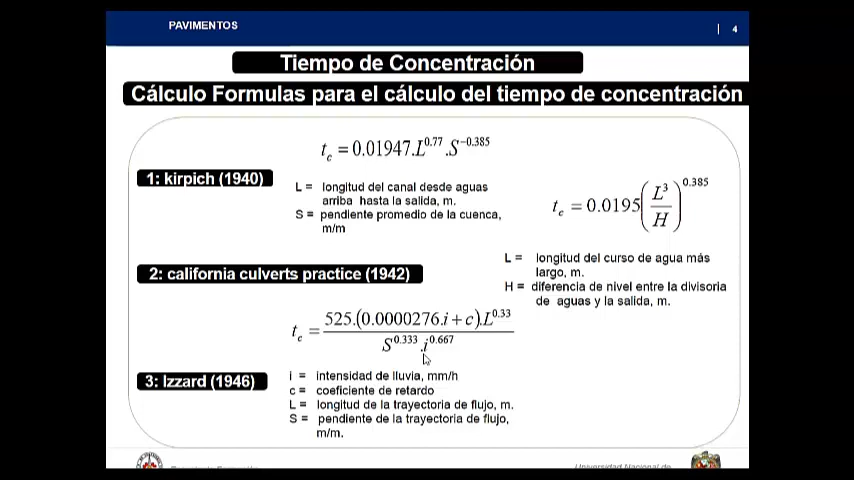 PAVIMENTOS
4
Tiempo de Concentración
Cálculo Formulas para el cálculo del tiempo de concentración
t_c = 0.01947.L^0.77 .S^−0.385
1: kirpich (1940)
L = longitud del canal desde aguas
arriba hasta la salida, m.
S = pendiente promedio de la cuenca,
m/m
t_c = 0.0195(L^3/H)^0.385
2: california culverts practice (1942)
L = longitud del curso de agua más
largo, m.
H = diferencia de nivel entre la divisoria
de aguas y la salida, m.
t_c = 525.(0.0000276.i + c).L^0.33 / S^0.333 .i^0.667
3: Izzard (1946)
i = intensidad de lluvia, mm/h
c = coeficiente de retardo
L = longitud de la trayectoria de flujo, m.
S = pendiente de la trayectoria de flujo,
m/m.
Universidad Nacional de